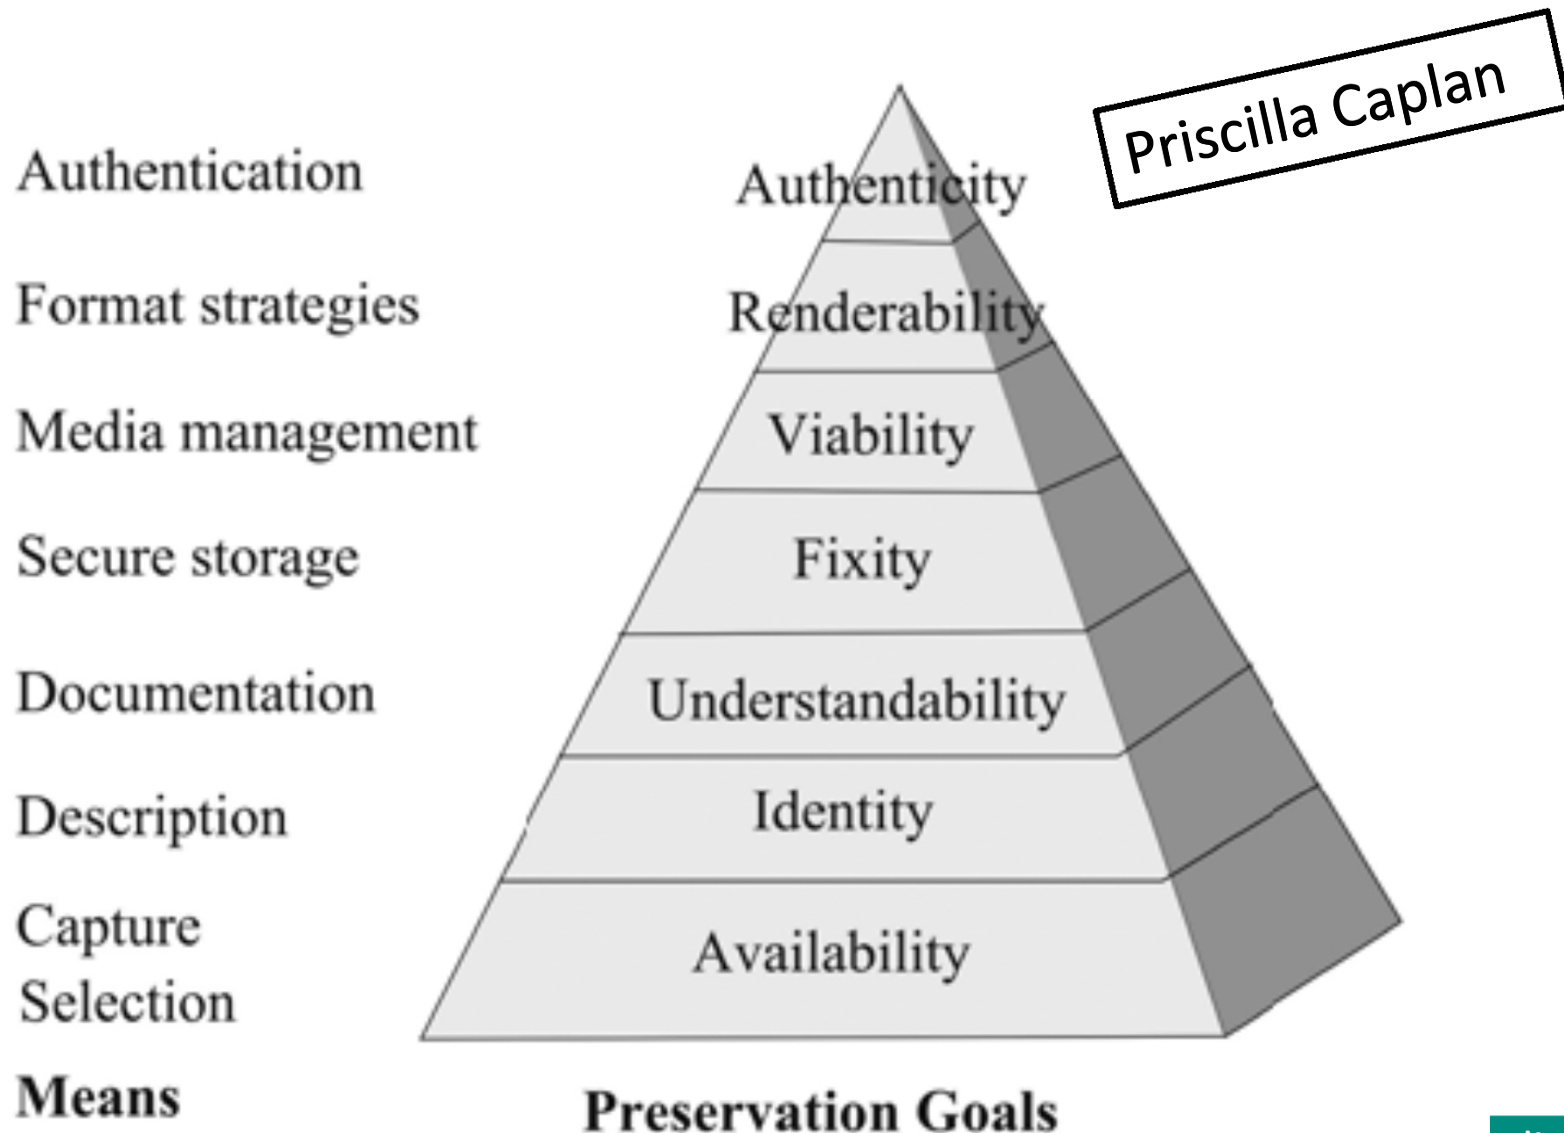 Priscilla Caplan
Authentication Authenticity
Format strategies Renderability
Media management Viability
Secure storage Fixity
Documentation Understandability
Description Identity
Capture
Selection Availability
Means Preservation Goals